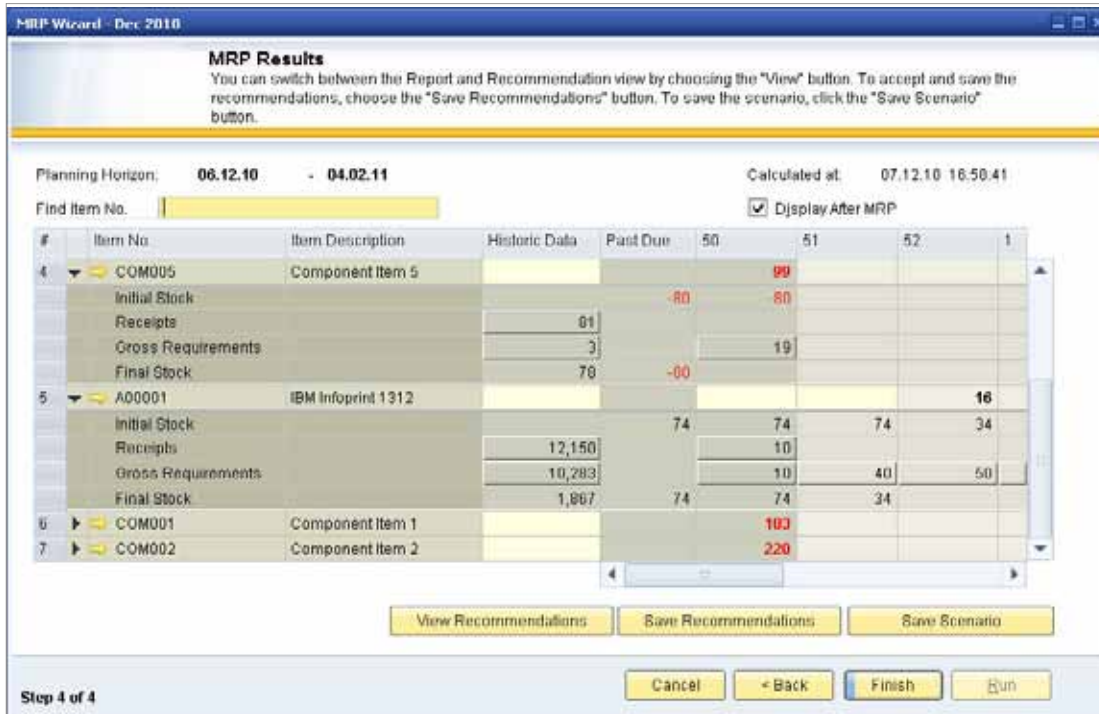 MRP Wizard - Dec 2010
MRP Results
You can switch between the Report and Recommendation view by choosing the "View" button. To accept and save the
recommendations, choose the "Save Recommendations" button. To save the scenario, click the "Save Scenario"
button.
Planning Horizon: 06.12.10 - 04.02.11 Calculated at: 07.12.10 16:58:41
Find Item No. Display After MRP
# Item No. Item Description Historic Data Past Due 50 51 52 1
4 COM005 Component Item 5 99
Initial Stock -80 80
Receipts 81
Gross Requirements 3 19
Final Stock 78 -80
5 A00001 IBM Infoprint 1312 16
Initial Stock 74 74 74 34
Receipts 12,150 10
Gross Requirements 10,283 10 40 50
Final Stock 1,867 74 74 34
6 COM001 Component Item 1 183
7 COM002 Component Item 2 220
View Recommendations Save Recommendations Save Scenario
Step 4 of 4 Cancel < Back Finish Run